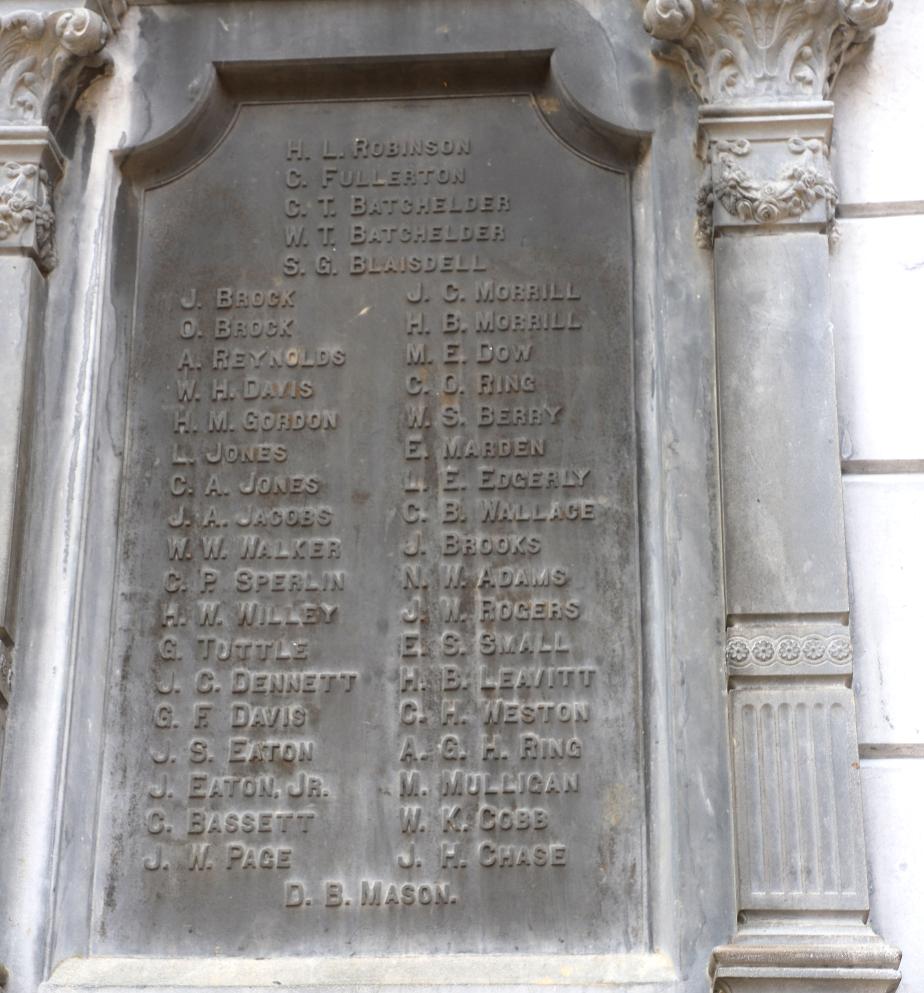 H. L. ROBINSON
C. FULLERTON
C. T. BATCHELDER
W. T. BATCHELDER
S. G. BLAISDELL
J. BROCK
O. BROCK
A. REYNOLDS
W. H. DAVIS
H. M. GORDON
L. JONES
C. A. JONES
J. A. JACOBS
W. W. WALKER
C. P. SPERLIN
H. W. WILLEY
G. TUTTLE
J. C. DENNETT
G. F. DAVIS
J. S. EATON
J. EATON, JR.
C. BASSETT
J. W. PAGE
J. C. MORRILL
H. B. MORRILL
M. E. DOW
C. O. RING
W. S. BERRY
E. MARDEN
L. E. EDGERLY
C. B. WALLACE
J. BROOKS
N. W. ADAMS
J. W. ROGERS
E. S. SMALL
H. B. LEAVITT
C. H. WESTON
A. G. H. RING
M. MULLIGAN
W. K. COBB
J. H. CHASE
D. B. MASON.